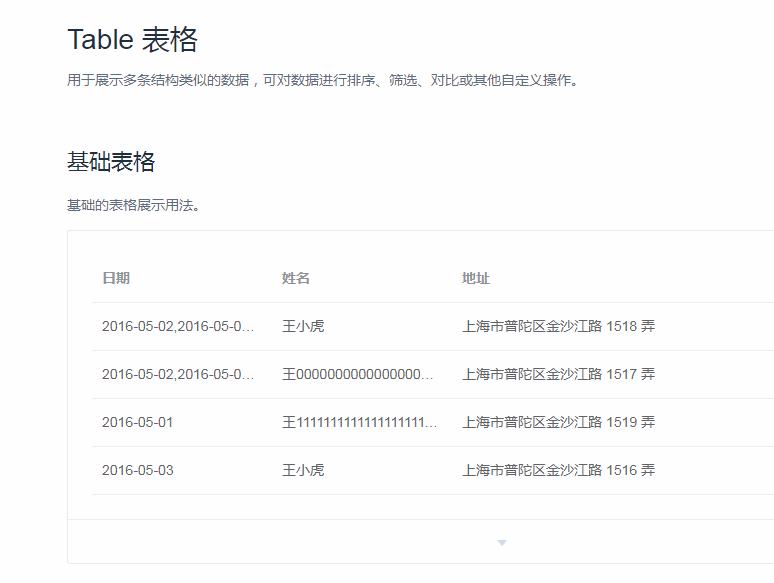 Table 表格
用于展示多条结构类似的数据，可对数据进行排序、筛选、对比或其他自定义操作。
基础表格
基础的表格展示用法。
日期 姓名 地址
2016-05-02,2016-05-0... 王小虎 上海市普陀区金沙江路 1518 弄
2016-05-02,2016-05-0... 王0000000000000000... 上海市普陀区金沙江路 1517 弄
2016-05-01 王1111111111111111111... 上海市普陀区金沙江路 1519 弄
2016-05-03 王小虎 上海市普陀区金沙江路 1516 弄